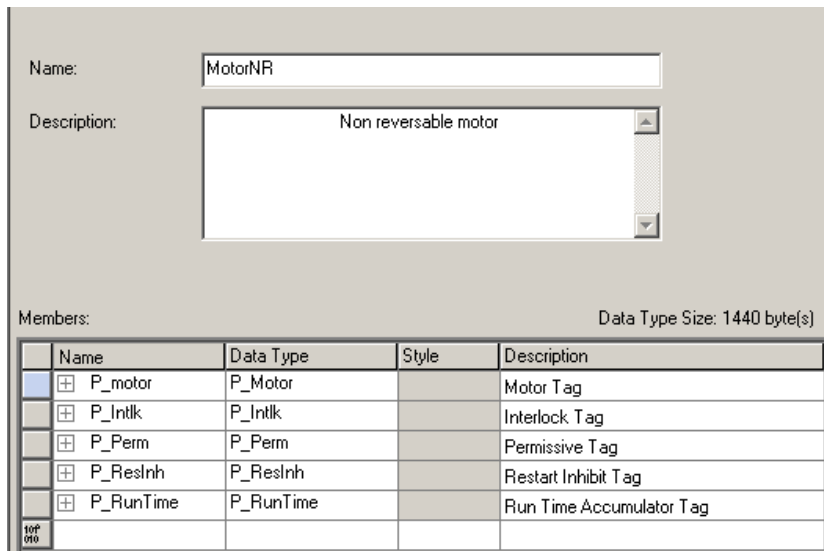 Name: MotorNR
Description: Non reversable motor
Members: Data Type Size: 1440 byte(s)
Name Data Type Style Description
P_motor P_Motor Motor Tag
P_Intlk P_Intlk Interlock Tag
P_Perm P_Perm Permissive Tag
P_ResInh P_ResInh Restart Inhibit Tag
P_RunTime P_RunTime Run Time Accumulator Tag